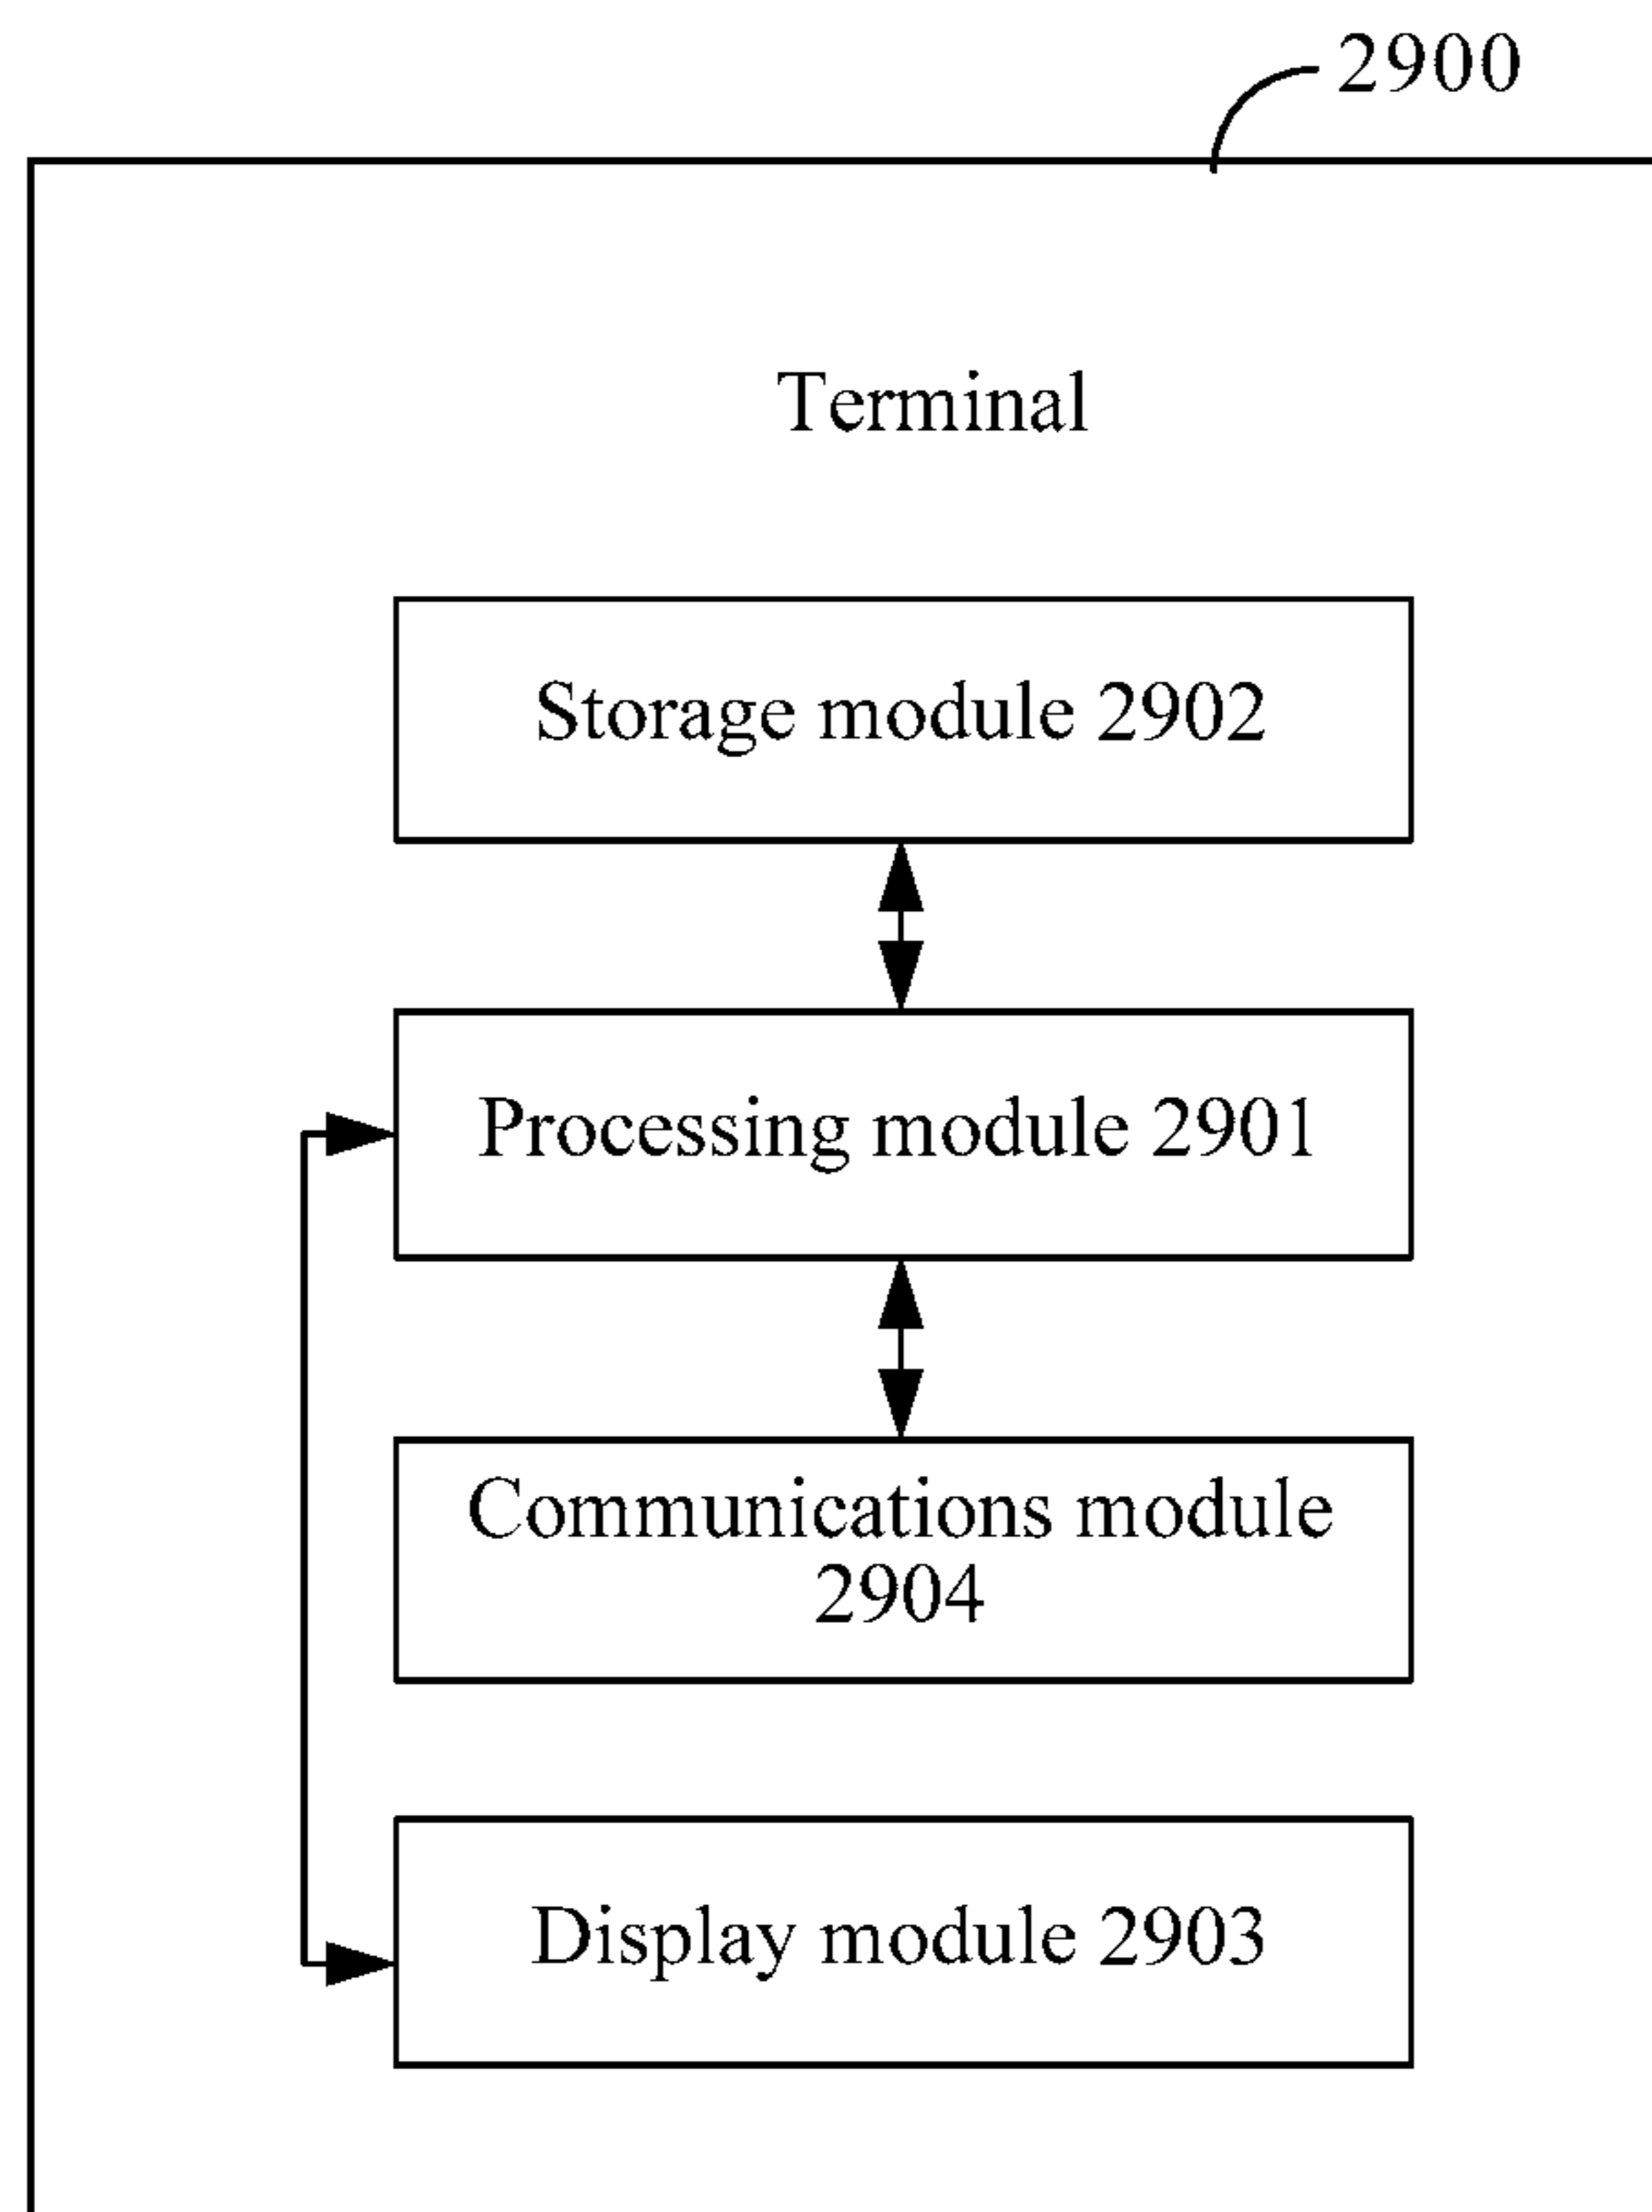 2900
Terminal
Storage module 2902
Processing module 2901
Communications module
2904
Display module 2903